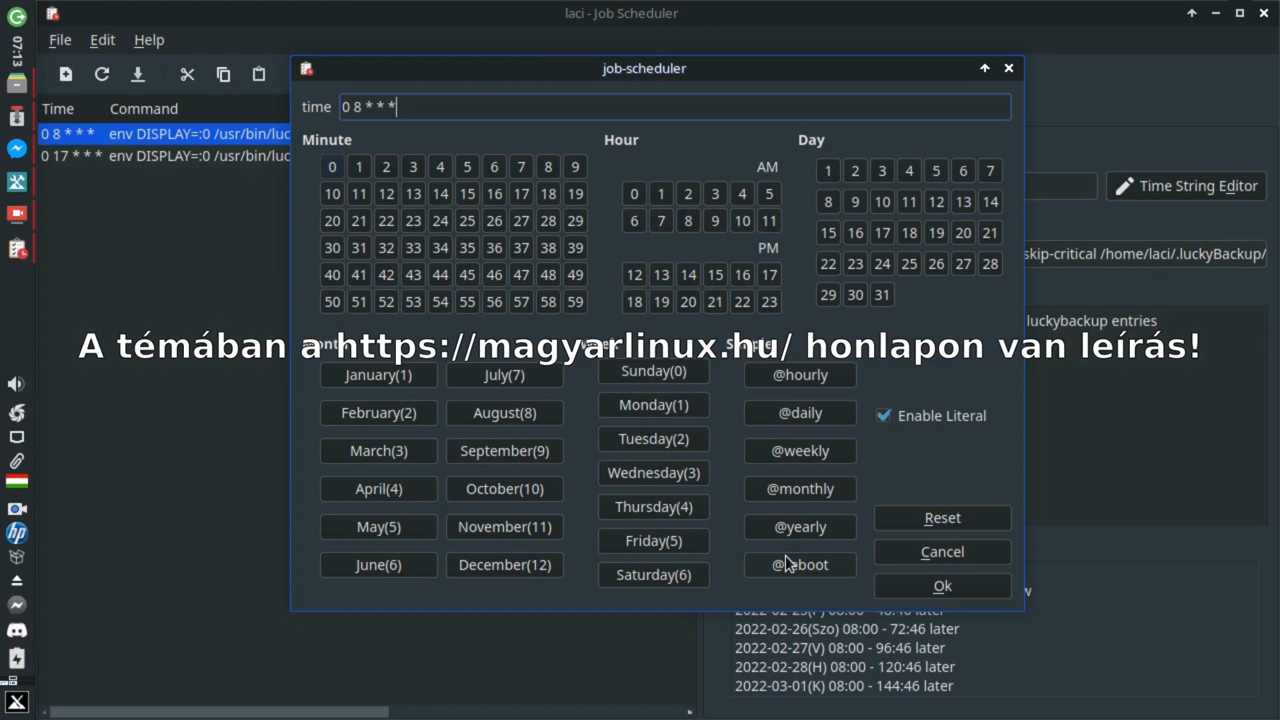 laci - Job Scheduler
07:13
File Edit Help
Time Command
0 8 * * * env DISPLAY=:0 /usr/bin/luc
0 17 * * * env DISPLAY=:0 /usr/bin/luc
job-scheduler
time 0 8 * * *
Minute Hour Day
0 1 2 3 4 5 6 7 8 9
10 11 12 13 14 15 16 17 18 19
20 21 22 23 24 25 26 27 28 29
30 31 32 33 34 35 36 37 38 39
40 41 42 43 44 45 46 47 48 49
50 51 52 53 54 55 56 57 58 59
AM
0 1 2 3 4 5
6 7 8 9 10 11
PM
12 13 14 15 16 17
18 19 20 21 22 23
1 2 3 4 5 6 7
8 9 10 11 12 13 14
15 16 17 18 19 20 21
22 23 24 25 26 27 28
29 30 31
Time String Editor
skip-critical /home/laci/.luckyBackup/
luckybackup entries
A témában a https://magyarlinux.hu/ honlapon van leírás!
January(1) July(7)
February(2) August(8)
March(3) September(9)
April(4) October(10)
May(5) November(11)
June(6) December(12)
Sunday(0)
Monday(1)
Tuesday(2)
Wednesday(3)
Thursday(4)
Friday(5)
Saturday(6)
@hourly
@daily
@weekly
@monthly
@yearly
Enable Literal
Reset
Cancel
Ok
2022-02-26(Szo) 08:00 - 72:46 later
2022-02-27(V) 08:00 - 96:46 later
2022-02-28(H) 08:00 - 120:46 later
2022-03-01(K) 08:00 - 144:46 later
hp